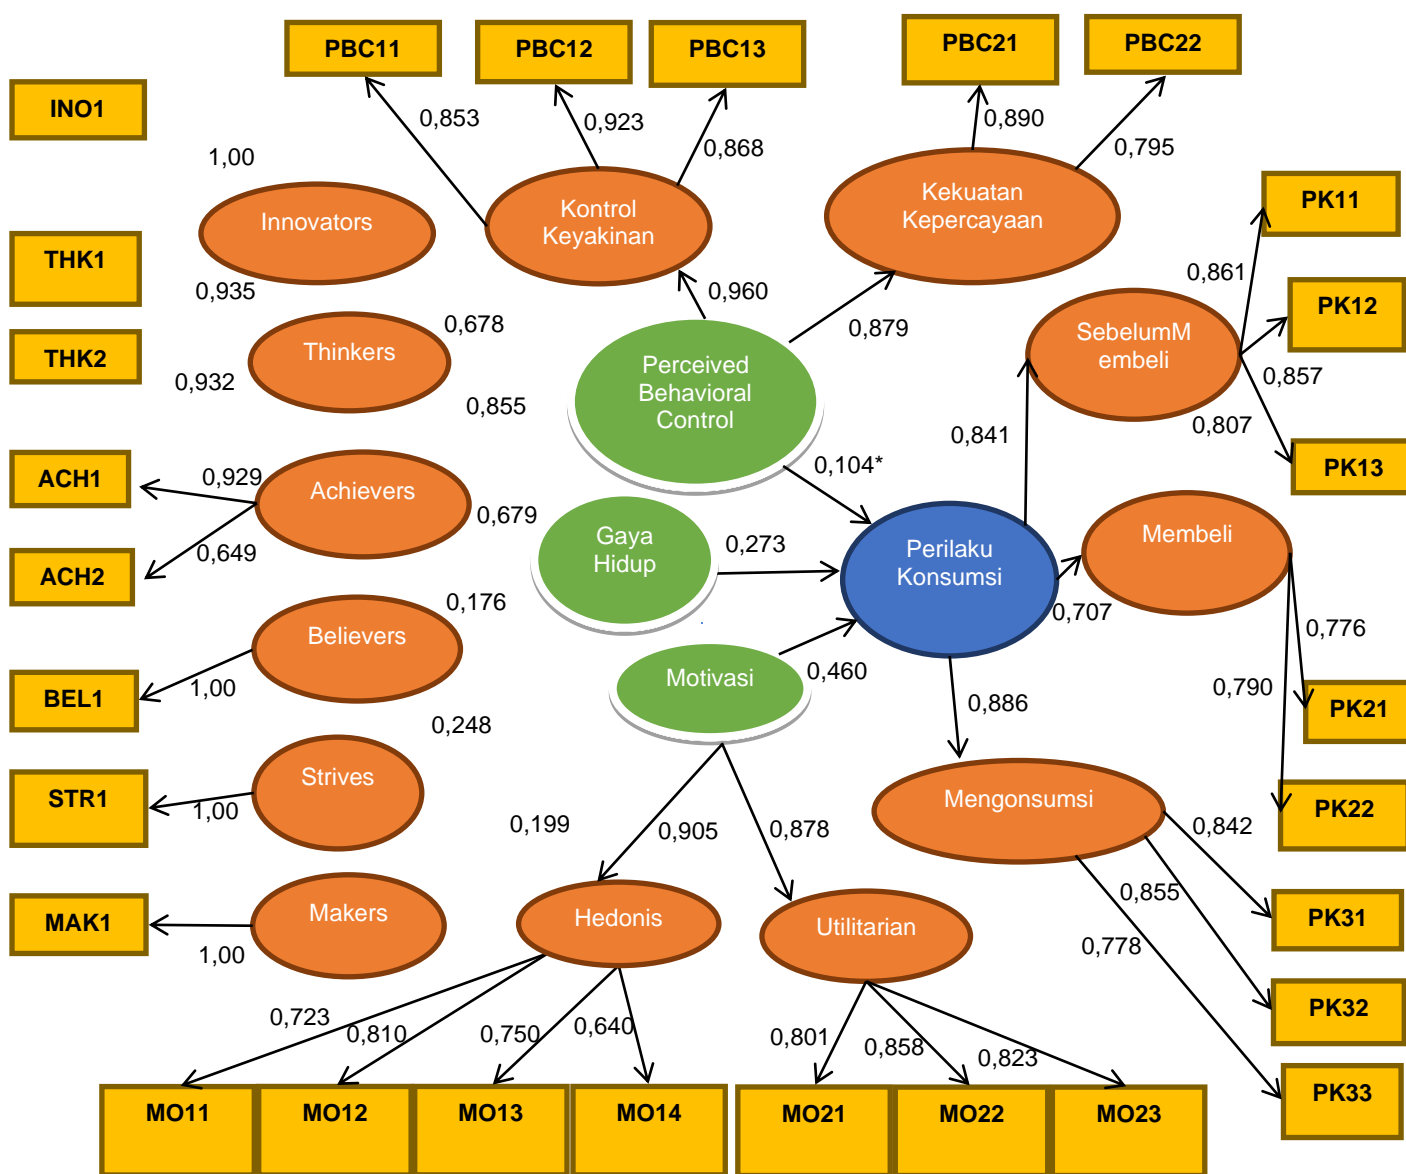 PBC11
PBC12
PBC13
PBC21
PBC22
INO1
0,853
0,923
0,868
0,890
0,795
1,00
Innovators
Kontrol
Keyakinan
Kekuatan
Kepercayaan
PK11
THK1
0,935
0,960
0,879
0,861
PK12
THK2
Thinkers
0,678
0,932
0,855
Perceived
Behavioral
Control
SebelumM
embeli
0,857
0,807
0,841
PK13
ACH1
0,929
Achievers
0,679
0,104*
ACH2
0,649
Gaya
Hidup
0,273
Perilaku
Konsumsi
Membeli
0,707
0,776
Believers
0,176
BEL1
1,00
Motivasi
0,460
0,790
PK21
0,248
0,886
STR1
1,00
Strives
Mengonsumsi
PK22
0,199
0,905
0,878
0,842
MAK1
1,00
Makers
Hedonis
Utilitarian
0,855
0,778
PK31
0,723
0,810
0,750
0,640
0,801
0,858
0,823
PK32
PK33
MO11
MO12
MO13
MO14
MO21
MO22
MO23